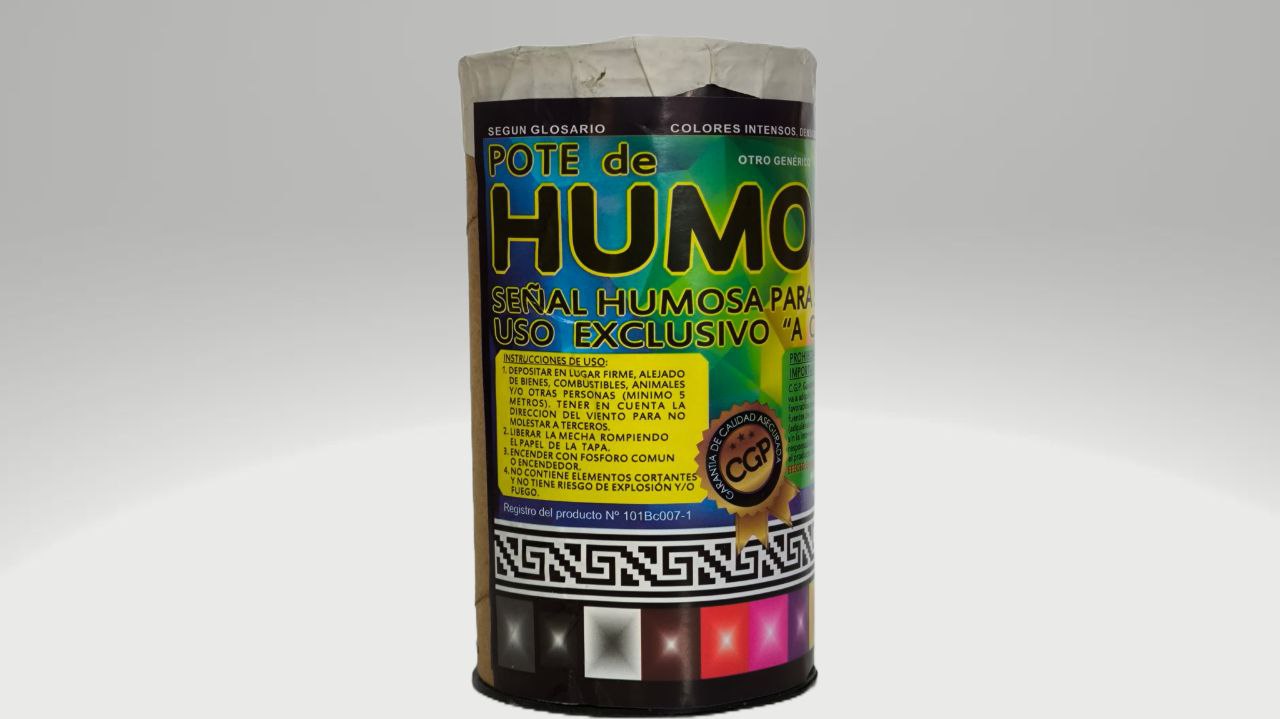 SEGUN GLOSARIO
COLORES INTENSOS.
POTE de
OTRO GENÉRICO
HUMO
SEÑAL HUMOSA PARA
USO EXCLUSIVO "A
INSTRUCCIONES DE USO:
1. DEPOSITAR EN LUGAR FIRME, ALEJADO
DE BIENES, COMBUSTIBLES, ANIMALES
Y/O OTRAS PERSONAS (MINIMO 5
METROS). TENER EN CUENTA LA
DIRECCION DEL VIENTO PARA NO
MOLESTAR A TERCEROS.
2. LIBERAR LA MECHA ROMPIENDO
EL PAPEL DE LA TAPA.
3. ENCENDER CON FOSFORO COMUN
O ENCENDEDOR.
4. NO CONTIENE ELEMENTOS CORTANTES
Y NO TIENE RIESGO DE EXPLOSIÓN Y/O
FUEGO.
GARANTIA DE CALIDAD ASEGURADA
CGP
Registro del producto Nº 101Bc007-1